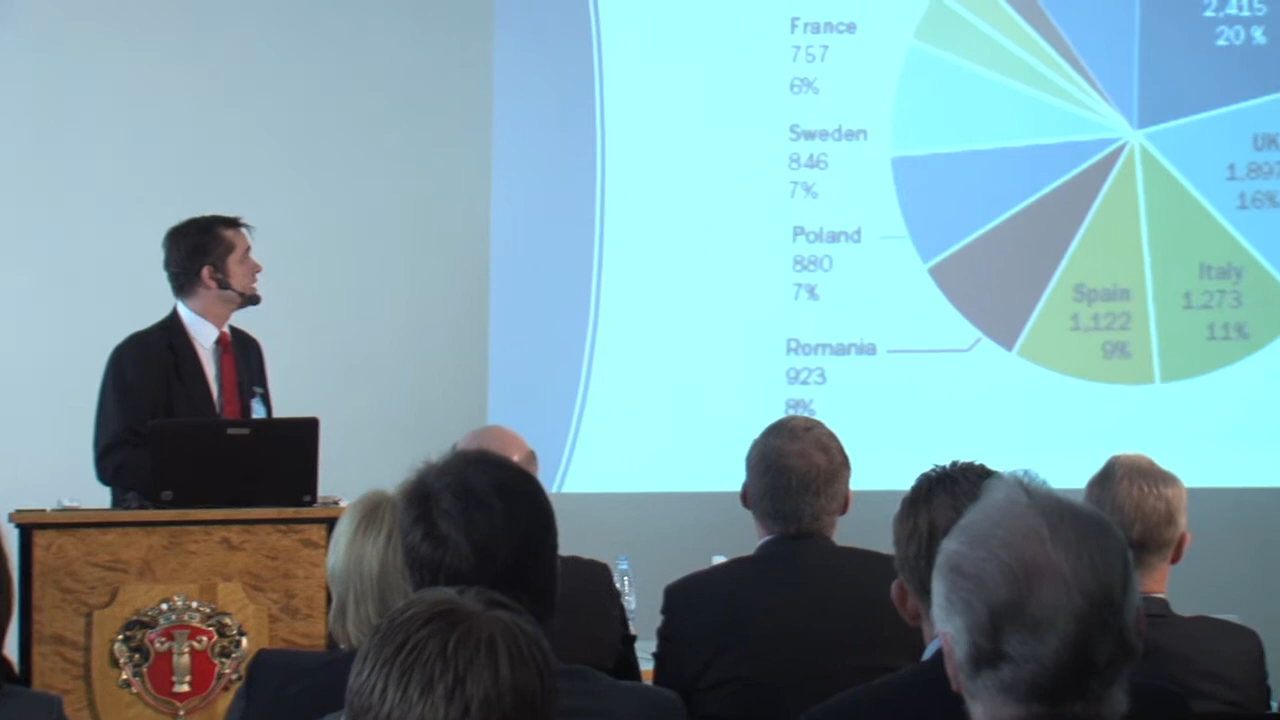 France
757
6%
Sweden
846
7%
Poland
880
7%
Romania
923
8%
Spain
1,122
9%
Italy
1,273
11%
UK
1,897
16%
2,415
20 %